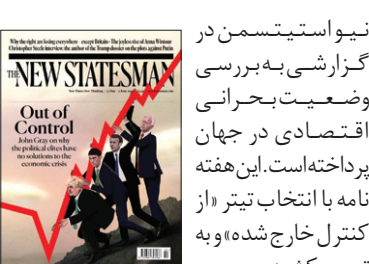 Why the right are losing everywhere - except Britain • The joyless rise of Anna Wintour
Christopher Steele interview: the author of the Trump dossier on the plots against Putin
THE NEW STATESMAN
Out of
Control
John Gray on why
the political elites have
no solutions to the
economic crisis
نیو استیتسمن در
گزارشی به بررسی
وضعیت بحرانی
اقتصادی در جهان
پرداخته است. این هفته
نامه با انتخاب تیتر «از
کنترل خارج شده» و به